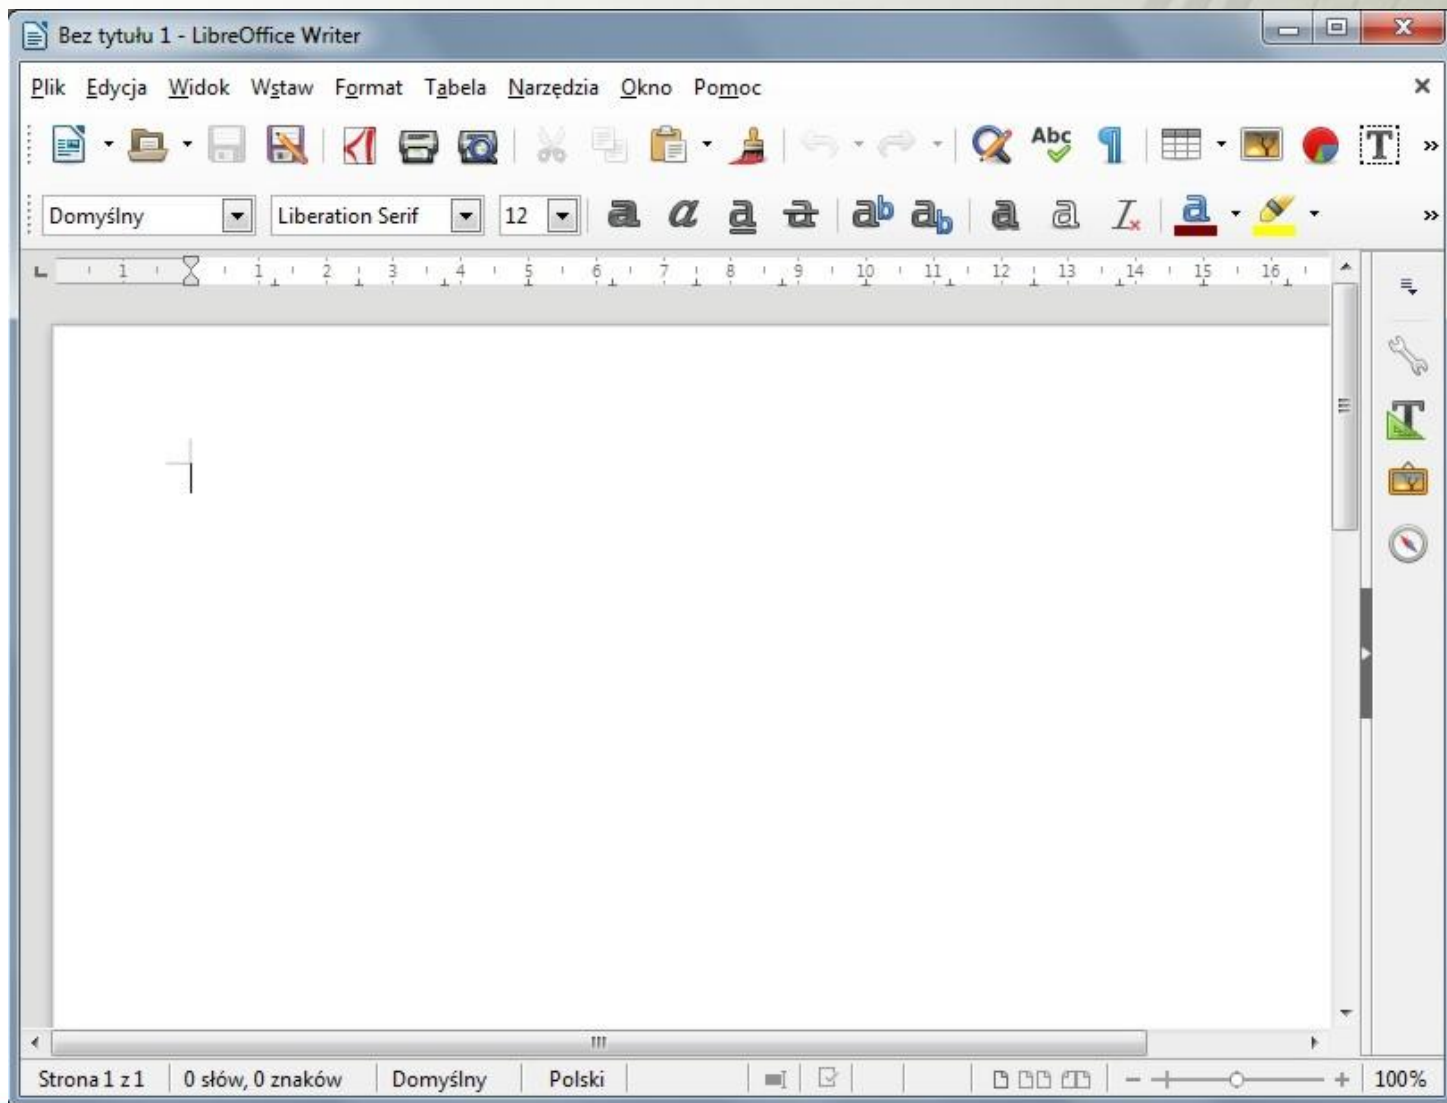 Bez tytułu 1 - LibreOffice Writer
Plik Edycja Widok Wstaw Format Tabela Narzędzia Okno Pomoc
Abc T
Domyślny Liberation Serif 12 a a a a ab ab a a I a
1 1 2 3 4 5 6 7 8 9 10 11 12 13 14 15 16
T
Strona 1 z 1 0 słów, 0 znaków Domyślny Polski 100%